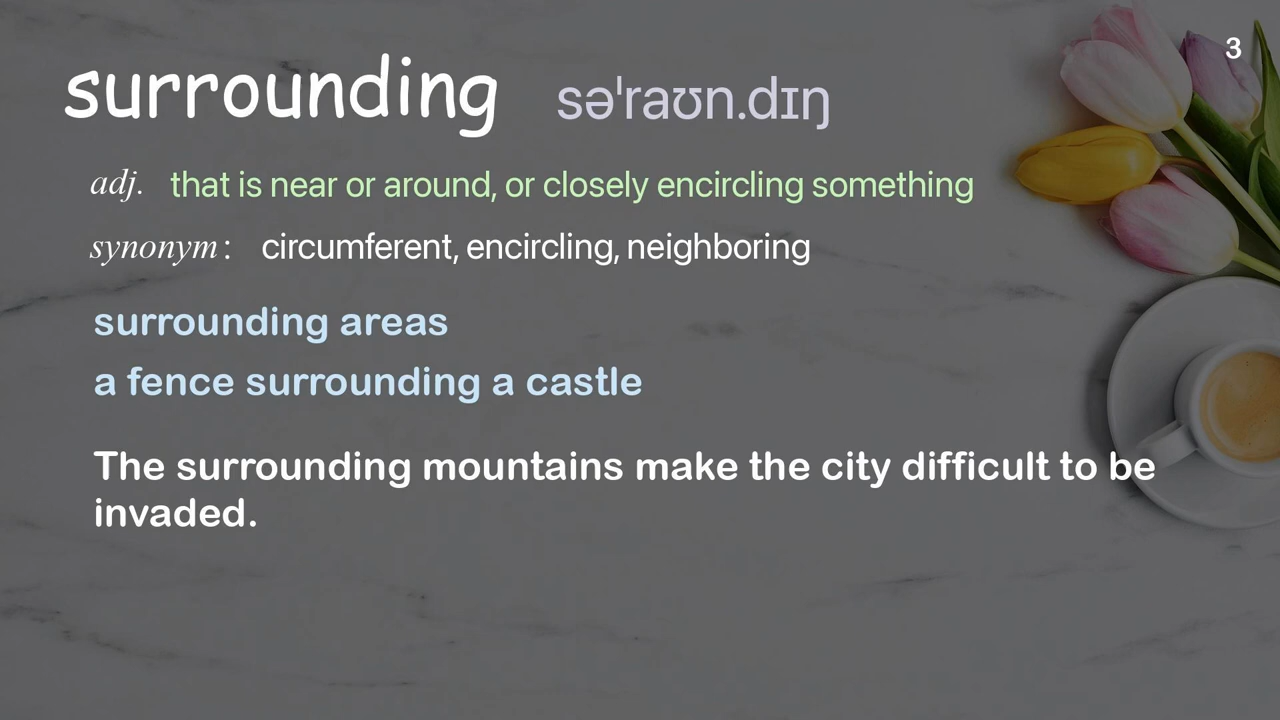 3
surrounding səˈraʊn.dɪŋ
adj. that is near or around, or closely encircling something
synonym: circumferent, encircling, neighboring
surrounding areas
a fence surrounding a castle
The surrounding mountains make the city difficult to be
invaded.